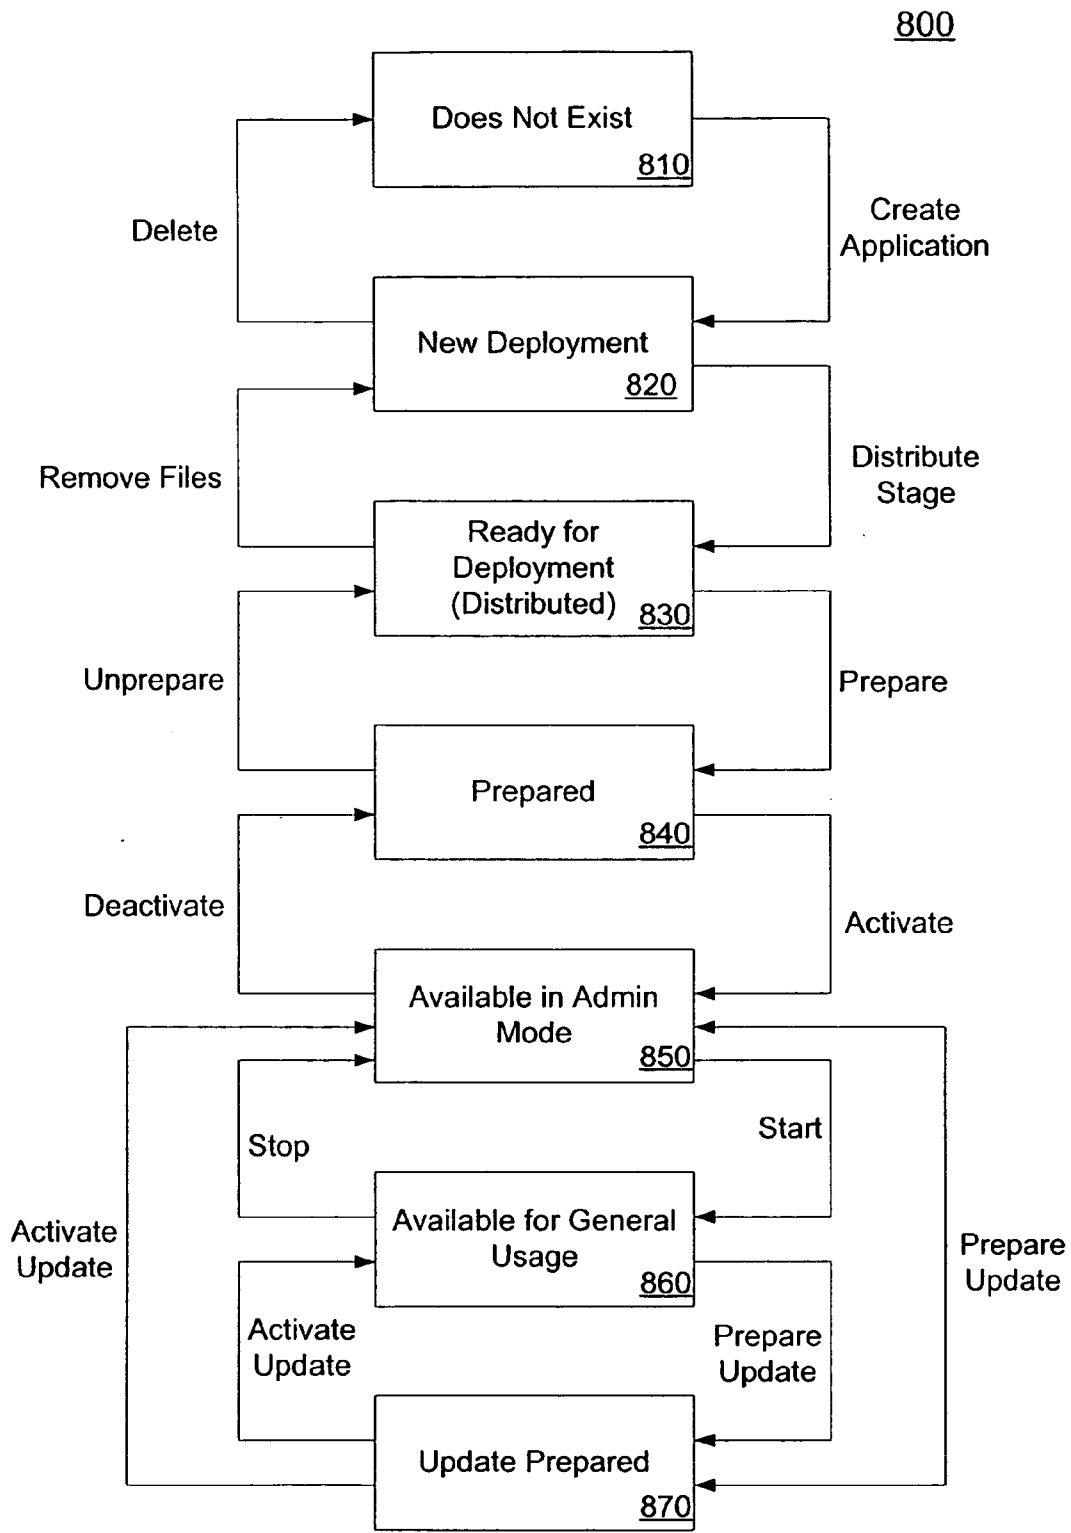 800
Does Not Exist
810
Delete
Create
Application
New Deployment
820
Remove Files
Distribute
Stage
Ready for
Deployment
(Distributed)
830
Unprepare
Prepare
Prepared
840
Deactivate
Activate
Available in Admin
Mode
850
Stop
Start
Available for General
Usage
860
Activate
Update
Prepare
Update
Activate
Update
Prepare
Update
Update Prepared
870